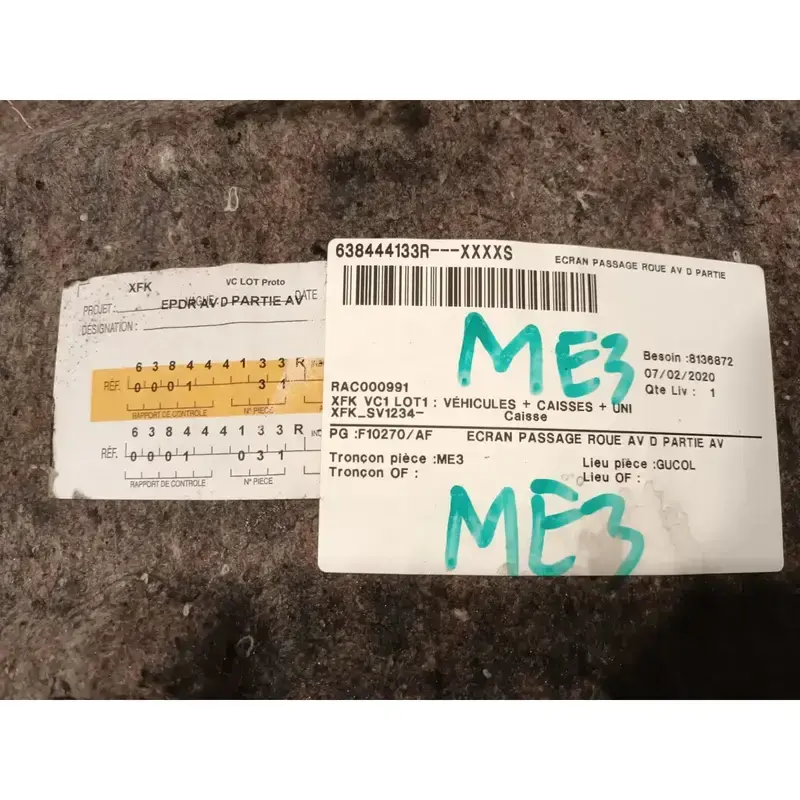 XFK
VC LOT Proto
PROJET :
VAGUE :
DATE
EPDR AV D PARTIE AV
DÉSIGNATION :
6 3 8 4 4 4 1 3 3 R
RÉF.
0 0 0 1 3 1
RAPPORT DE CONTROLE N° PIECE
6 3 8 4 4 4 1 3 3 R
RÉF.
0 0 0 1 0 3 1
RAPPORT DE CONTROLE N° PIECE
638444133R---XXXXS
ECRAN PASSAGE ROUE AV D PARTIE
ME3
Besoin :8136872
07/02/2020
Qte Liv : 1
RAC000991
XFK VC1 LOT1 : VÉHICULES + CAISSES + UNI
XFK_SV1234- Caisse
PG :F10270/AF ECRAN PASSAGE ROUE AV D PARTIE AV
Tronçon pièce :ME3 Lieu pièce :GUCOL
Tronçon OF : Lieu OF :
ME3